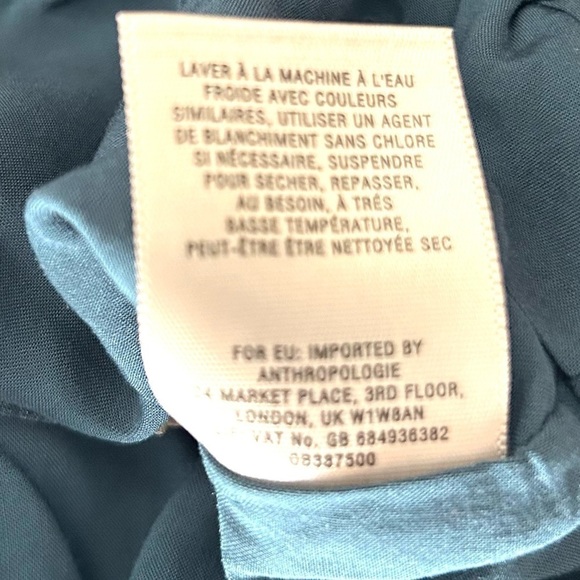 LAVER À LA MACHINE À L'EAU
FROIDE AVEC COULEURS
SIMILAIRES, UTILISER UN AGENT
DE BLANCHIMENT SANS CHLORE
SI NÉCESSAIRE, SUSPENDRE
POUR SECHER, REPASSER,
AU BESOIN, À TRÈS
BASSE TEMPÉRATURE,
PEUT-ÊTRE ÊTRE NETTOYÉE SEC
FOR EU: IMPORTED BY
ANTHROPOLOGIE
MARKET PLACE, 3RD FLOOR,
LONDON, UK W1W8AN
VAT No. GB 684936382
08387500